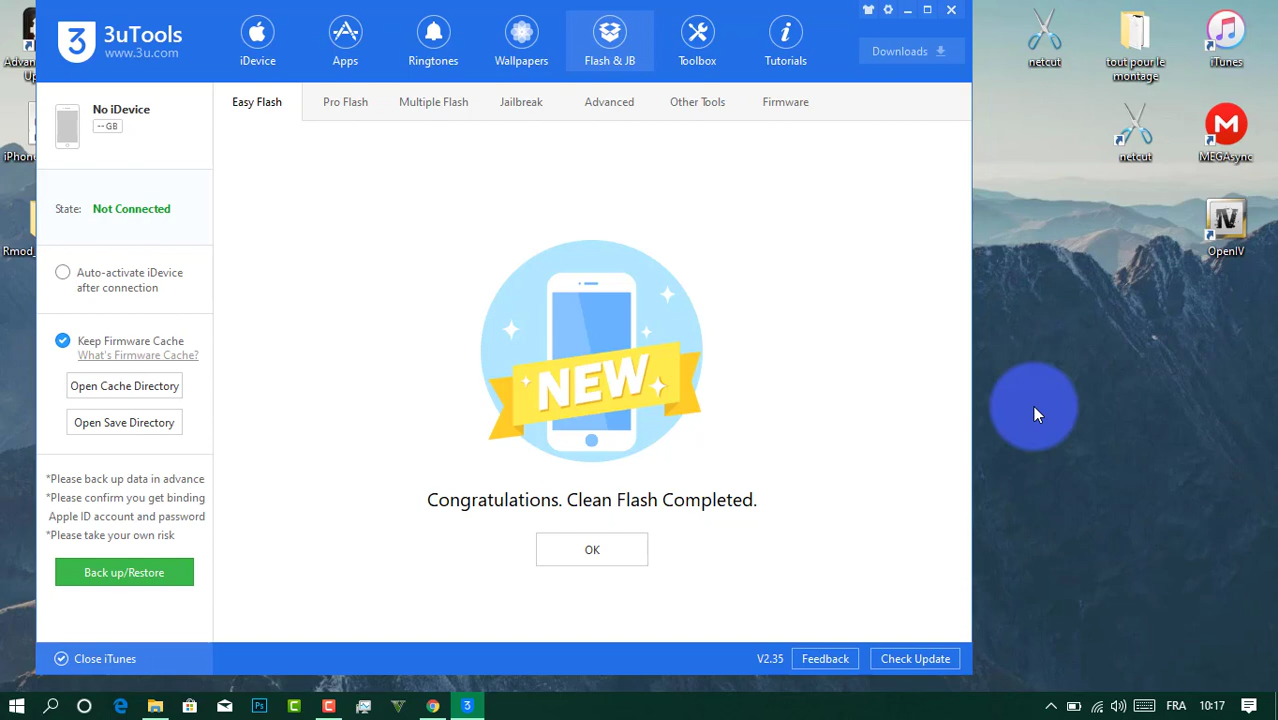 3
3uTools
www.3u.com
iDevice
Apps
Ringtones
Wallpapers
Flash & JB
Toolbox
Tutorials
Downloads
No iDevice
-- GB
Easy Flash
Pro Flash
Multiple Flash
Jailbreak
Advanced
Other Tools
Firmware
State: Not Connected
Auto-activate iDevice
after connection
Keep Firmware Cache
What's Firmware Cache?
Open Cache Directory
Open Save Directory
*Please back up data in advance
*Please confirm you get binding
Apple ID account and password
*Please take your own risk
Back up/Restore
NEW
Congratulations. Clean Flash Completed.
OK
Close iTunes
V2.35
Feedback
Check Update
netcut
tout pour le
montage
iTunes
netcut
MEGAsync
IV
OpenIV
Ps
FRA
10:17